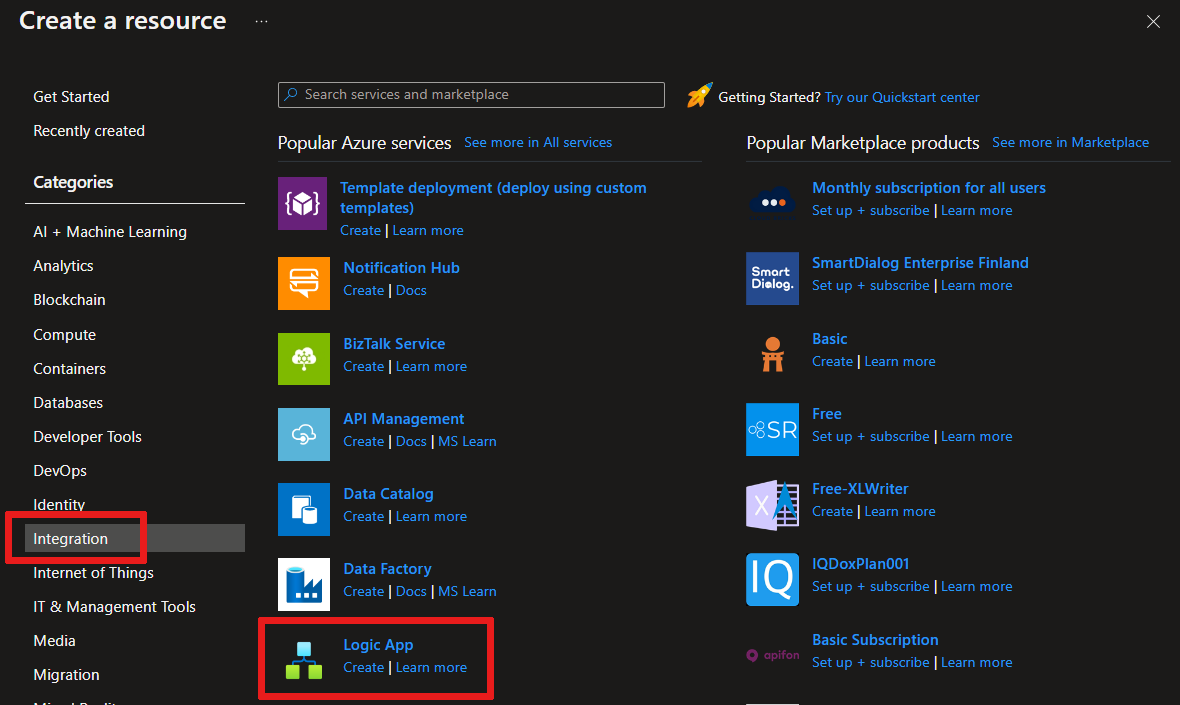 Create a resource ...
Get Started
Recently created
Categories
AI + Machine Learning
Analytics
Blockchain
Compute
Containers
Databases
Developer Tools
DevOps
Identity
Integration
Internet of Things
IT & Management Tools
Media
Migration
Search services and marketplace
Getting Started? Try our Quickstart center
Popular Azure services See more in All services
Template deployment (deploy using custom
templates)
Create | Learn more
Notification Hub
Create | Docs
BizTalk Service
Create | Learn more
API Management
Create | Docs | MS Learn
Data Catalog
Create | Learn more
Data Factory
Create | Docs | MS Learn
Logic App
Create | Learn more
Popular Marketplace products See more in Marketplace
Monthly subscription for all users
Set up + subscribe | Learn more
Smart
Dialog.
SmartDialog Enterprise Finland
Set up + subscribe | Learn more
Basic
Create | Learn more
SR
Free
Set up + subscribe | Learn more
X
Free-XLWriter
Create | Learn more
IQ
IQDoxPlan001
Set up + subscribe | Learn more
apifon
Basic Subscription
Set up + subscribe | Learn more